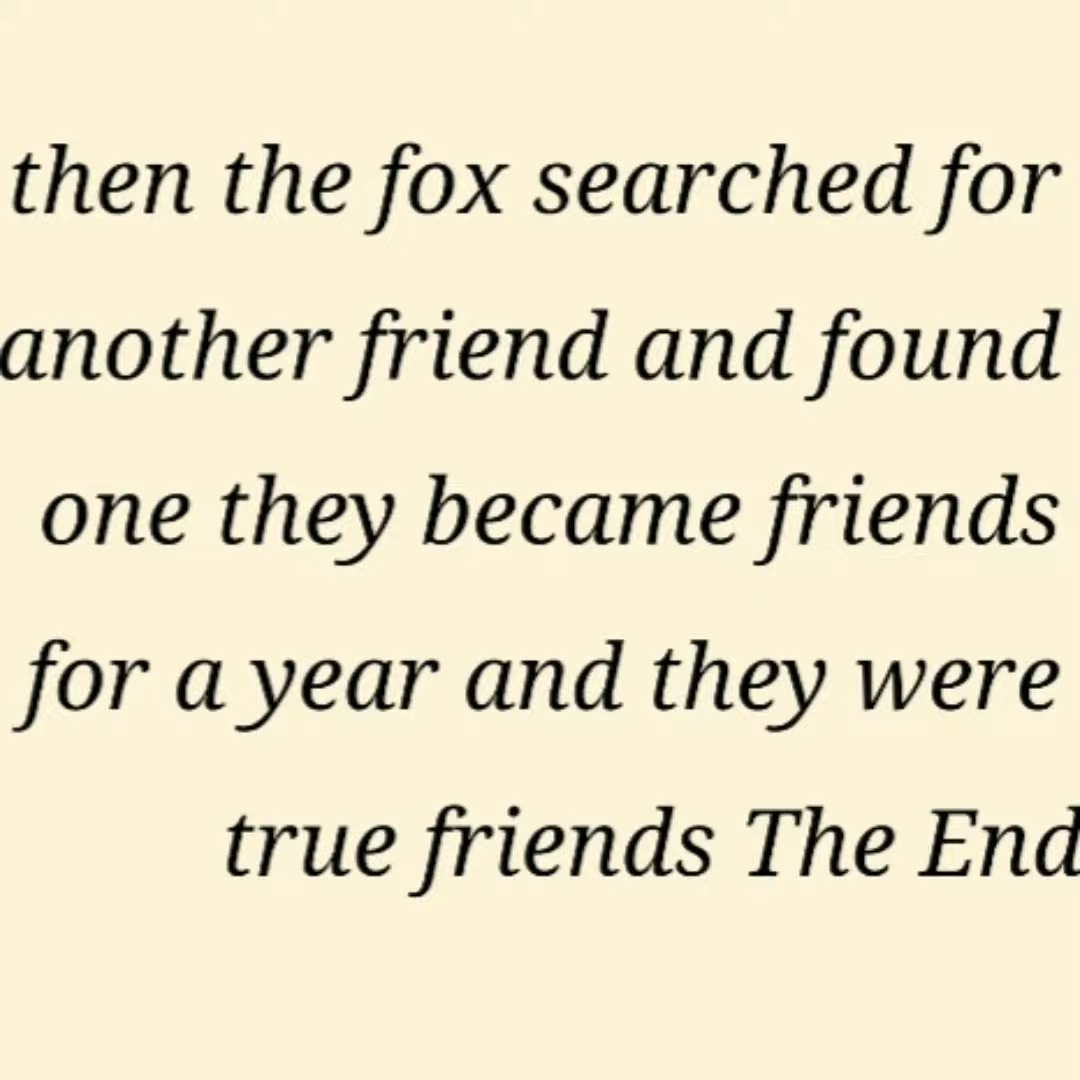 then the fox searched for
another friend and found
one they became friends
for a year and they were
true friends The End